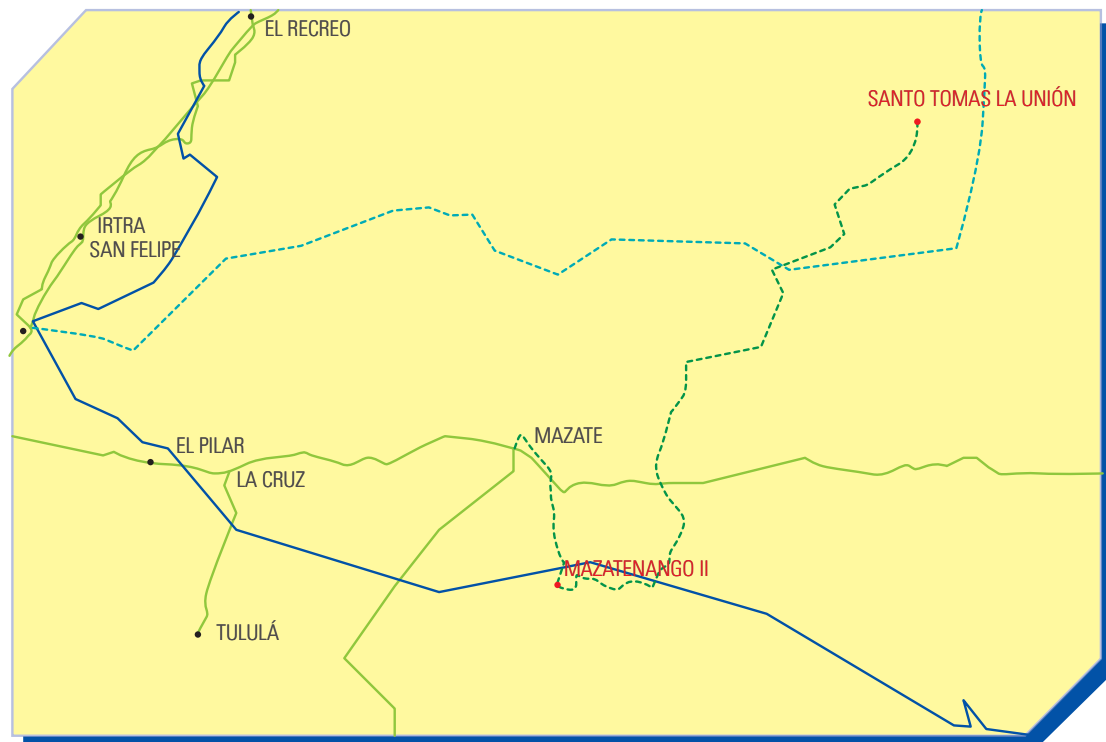 EL RECREO
SANTO TOMAS LA UNIÓN
IRTRA
SAN FELIPE
MAZATE
EL PILAR
LA CRUZ
MAZATENANGO II
TULULÁ